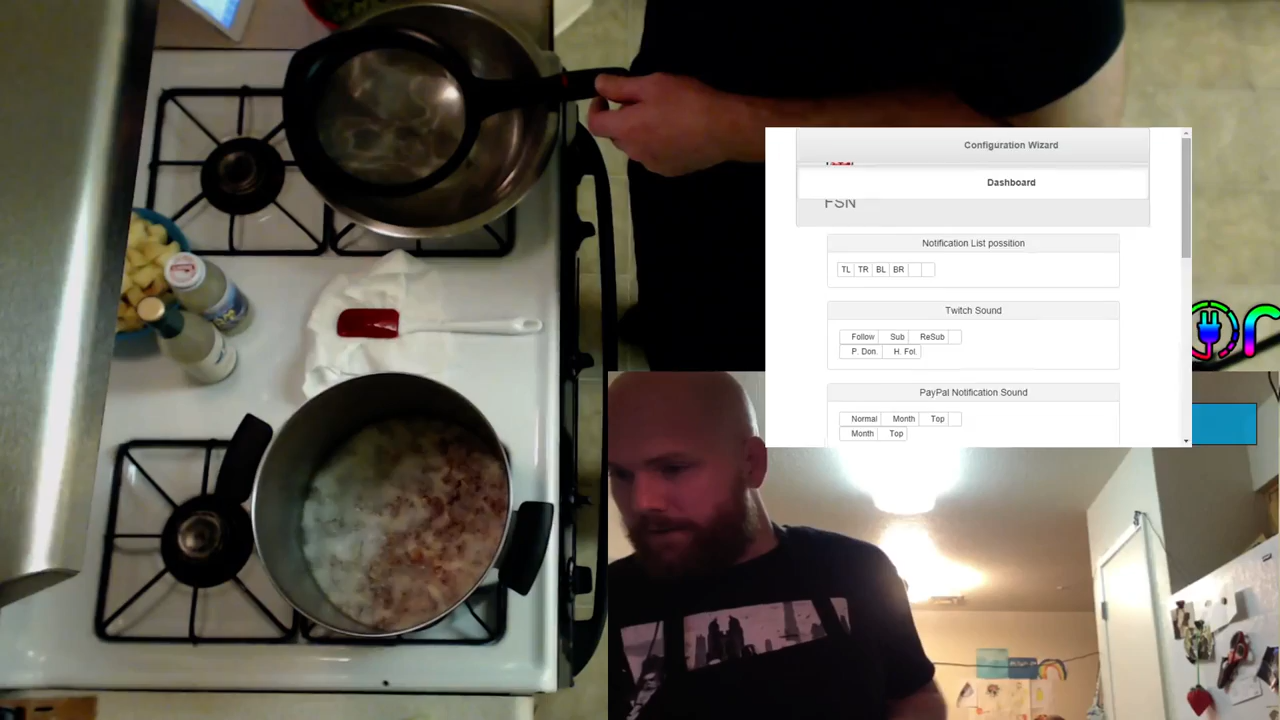 Configuration Wizard
Dashboard
FSN
Notification List possition
TL TR BL BR
Twitch Sound
Follow Sub ReSub
P. Don. H. Fol.
PayPal Notification Sound
Normal Month Top
Month Top
or